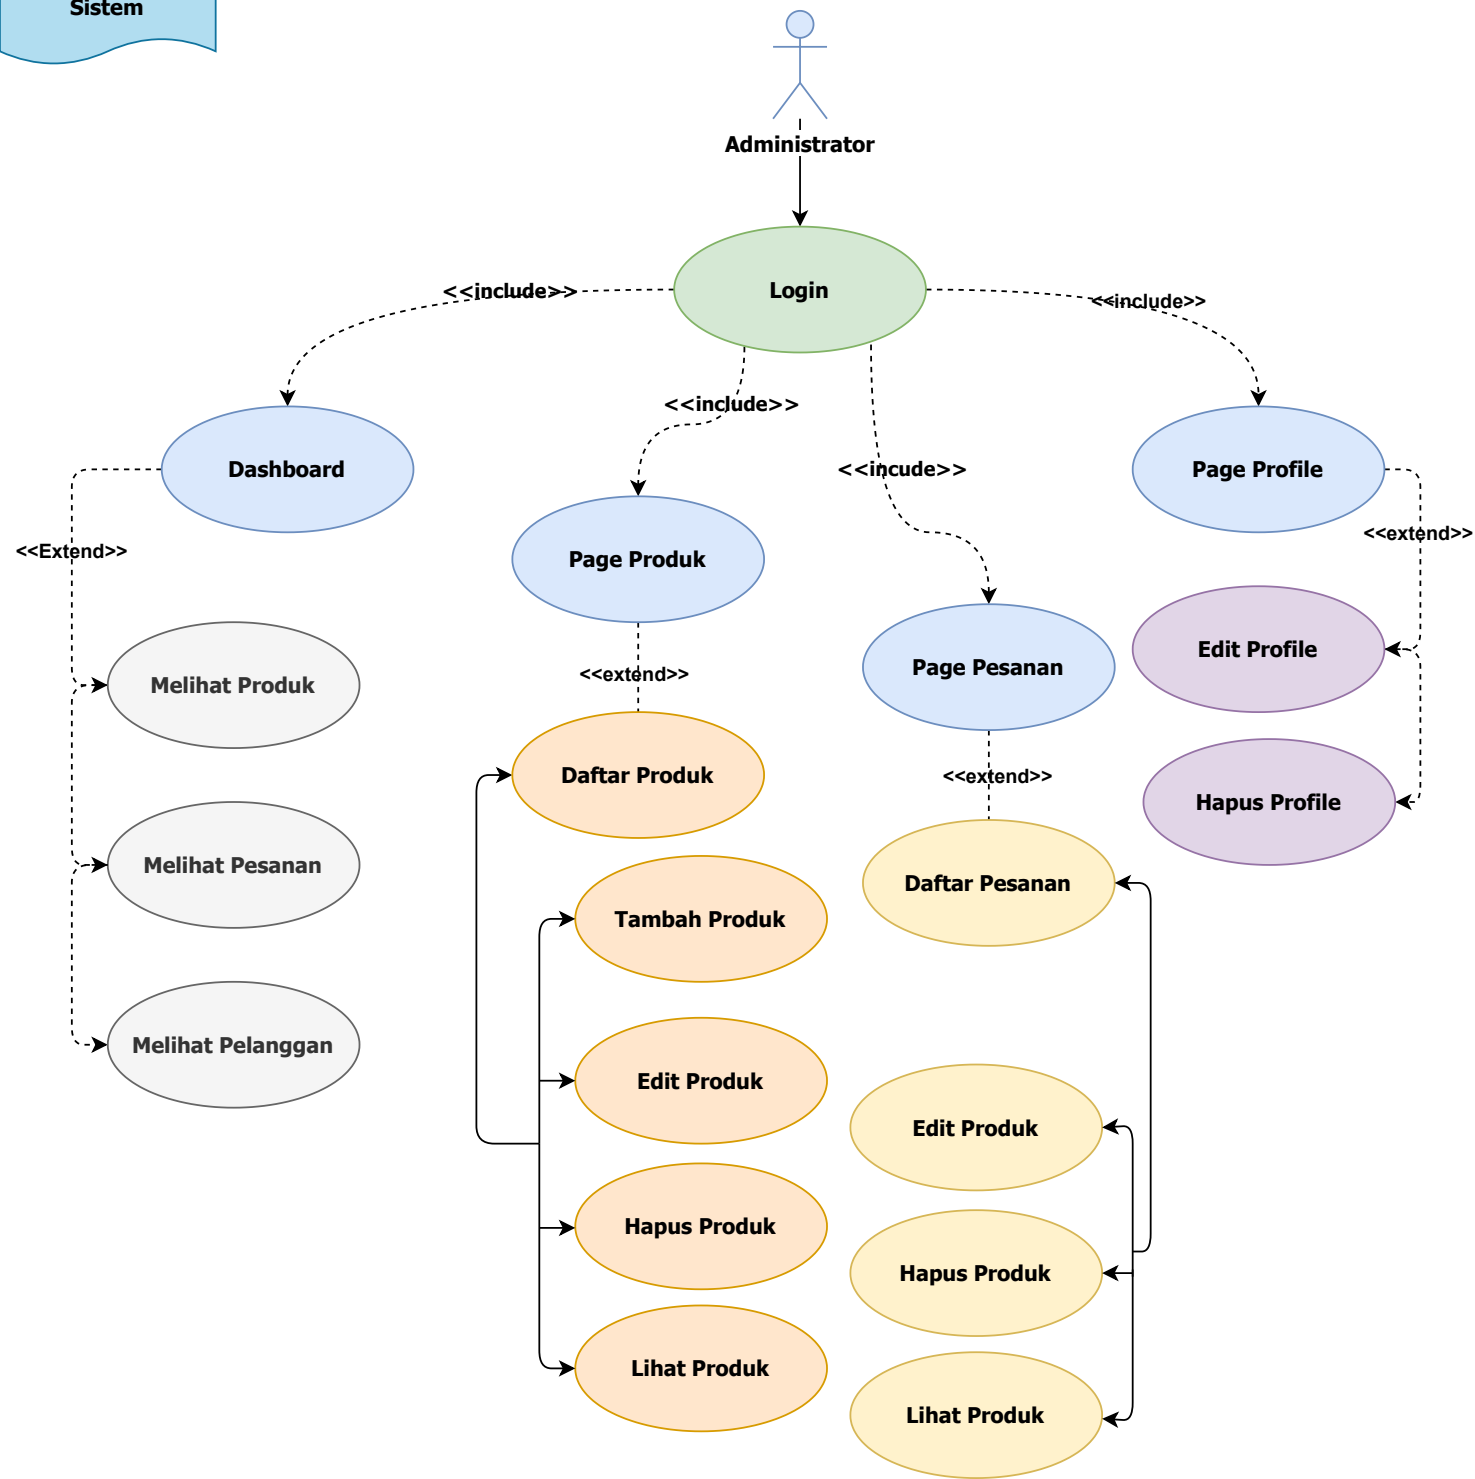 Sistem
Administrator
Login
<<include>>
<<include>>
<<include>>
<<incude>>
Dashboard
Page Profile
<<Extend>>
<<extend>>
Page Produk
Edit Profile
Page Pesanan
<<extend>>
Melihat Produk
Daftar Produk
<<extend>>
Hapus Profile
Melihat Pesanan
Daftar Pesanan
Tambah Produk
Melihat Pelanggan
Edit Produk
Edit Produk
Hapus Produk
Hapus Produk
Lihat Produk
Lihat Produk